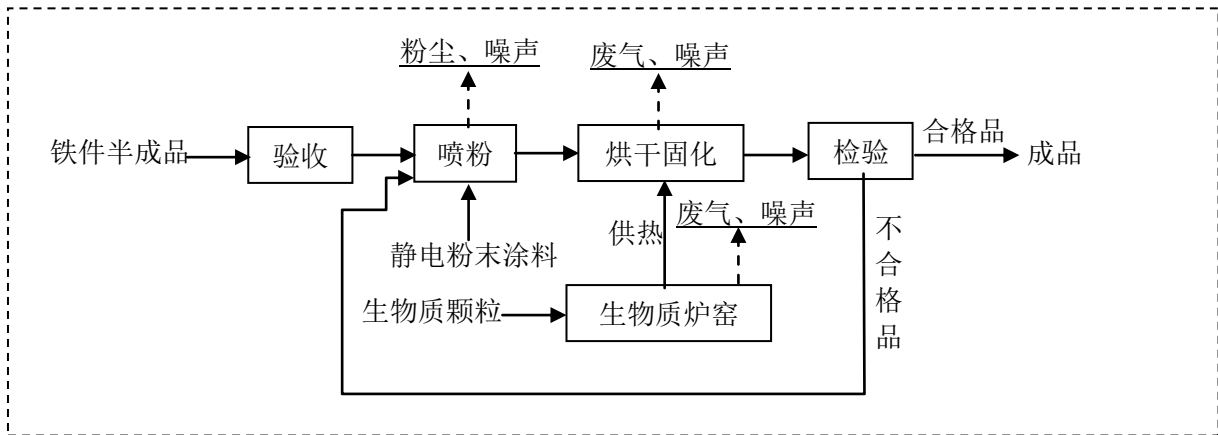 粉尘、噪声
废气、噪声
铁件半成品
验收
喷粉
烘干固化
检验
合格品
成品
静电粉末涂料
供热
废气、噪声
不合格品
生物质颗粒
生物质炉窑